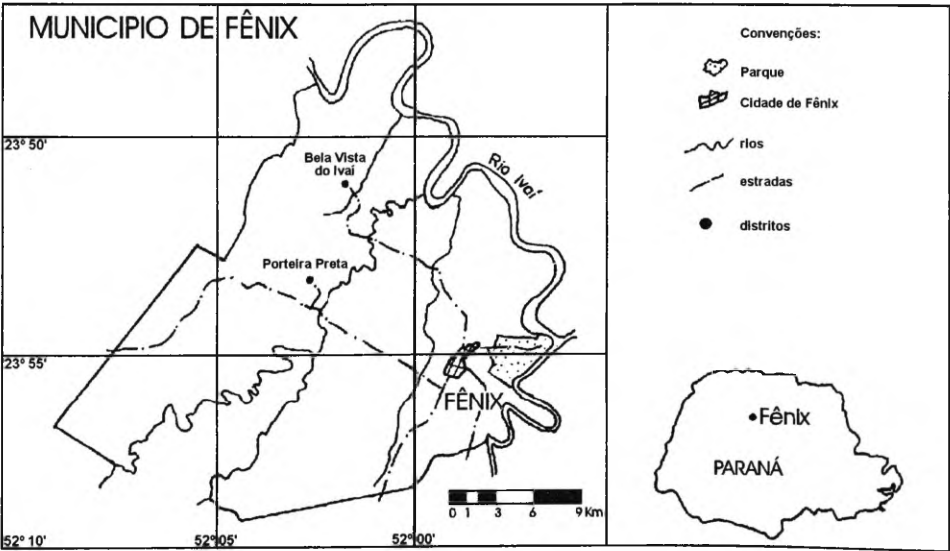 MUNICIPIO DE FÊNIX
23° 50'
Bela Vista
do Ivaí
Rio Ivaí
Porteira Preta
23° 55'
FÊNIX
0 1 3 6 9 Km
52° 10'
52° 05'
52° 00'
Convenções:
Parque
Cidade de Fênix
rios
estradas
distritos
Fênix
PARANÁ